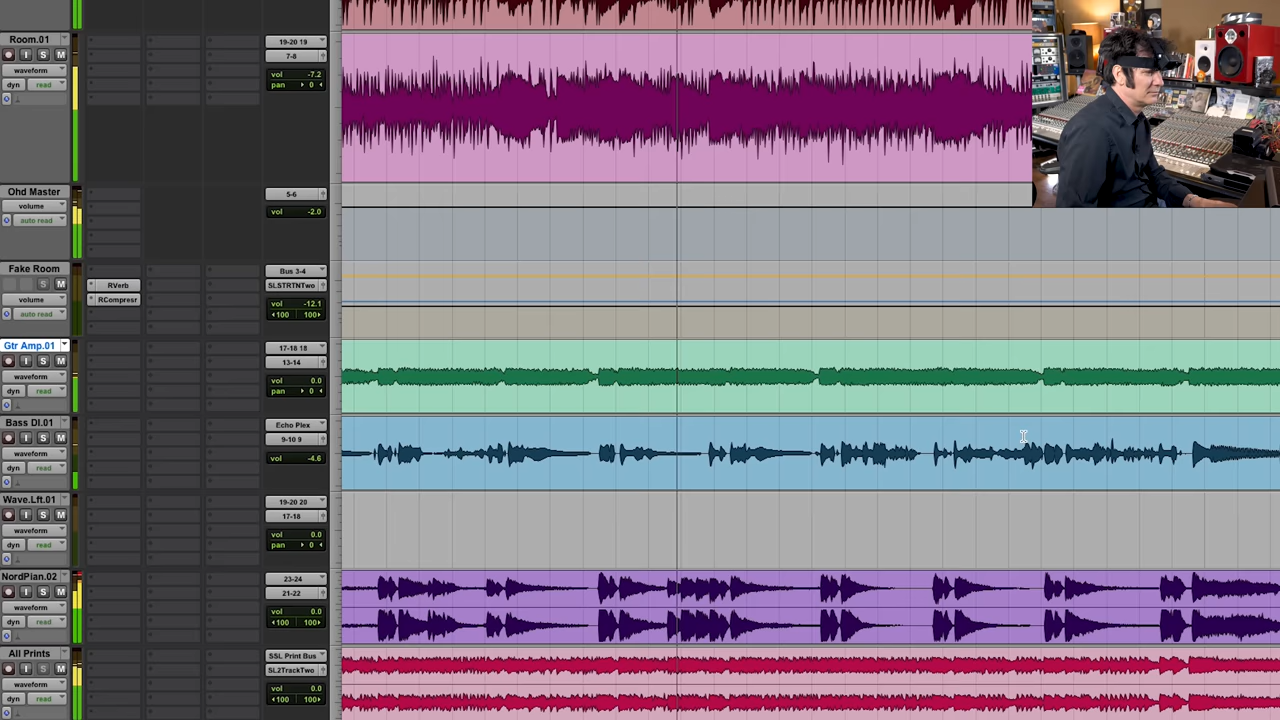 Room.01
I S M
waveform
dyn read
19-20 19
7-8
vol -7.2
pan 0
Ohd Master
volume
auto read
5-6
vol -2.0
Fake Room
S M
volume
auto read
RVerb
RCompresr
Bus 3-4
SLSTRTNTwo
vol -12.1
100 100
Gtr Amp.01
I S M
waveform
dyn read
17-18 18
13-14
vol 0.0
pan 0
Bass DI.01
I S M
waveform
dyn read
Echo Plex
9-10 9
vol -4.6
Wave.Lft.01
I S M
waveform
dyn read
19-20 20
17-18
vol 0.0
pan 0
NordPian.02
I S M
waveform
dyn read
23-24
21-22
vol 0.0
100 100
All Prints
I S M
waveform
dyn read
SSL Print Bus
SL2TrackTwo
vol 0.0
100 100